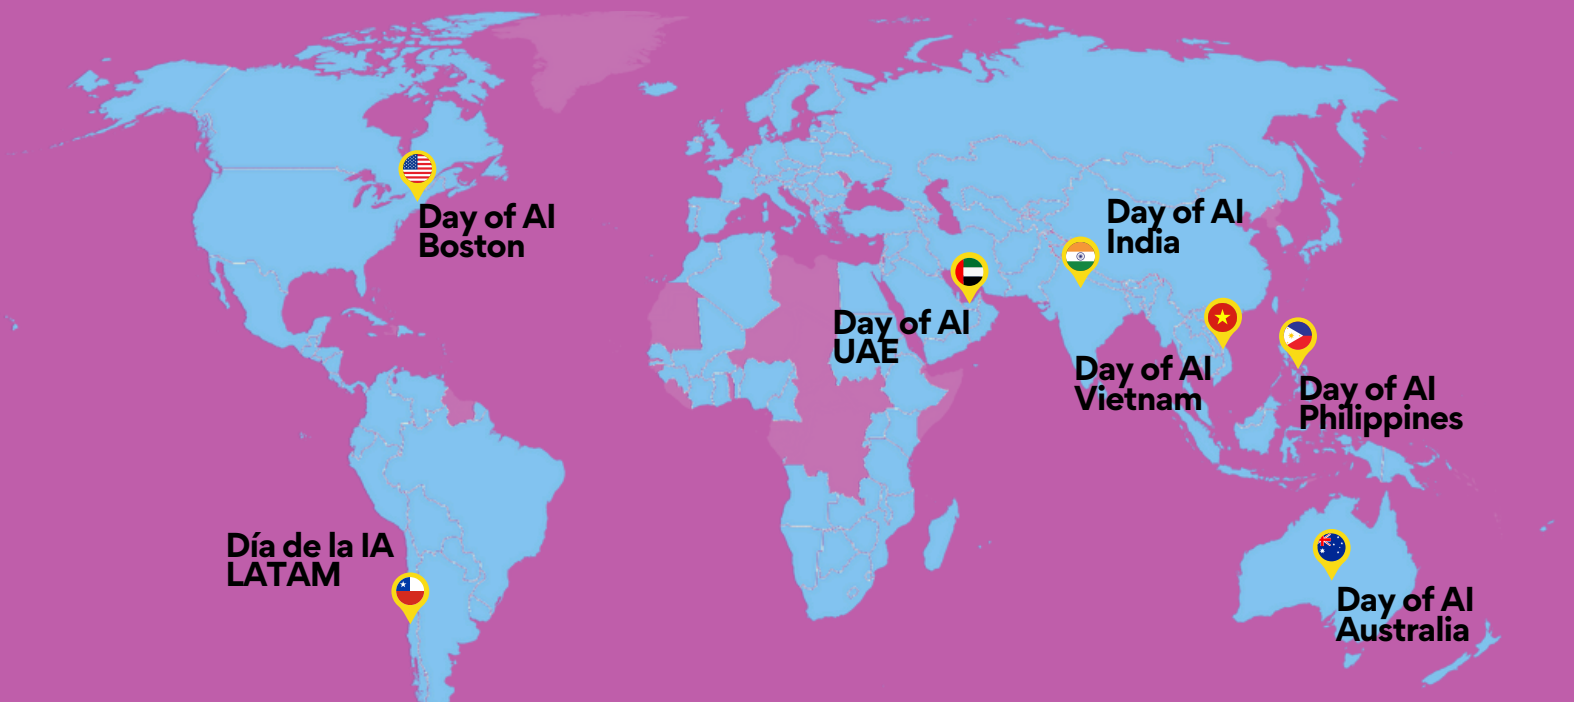 Day of AI
Boston
Day of AI
India
Day of AI
UAE
Day of AI
Vietnam
Day of AI
Philippines
Día de la IA
LATAM
Day of AI
Australia